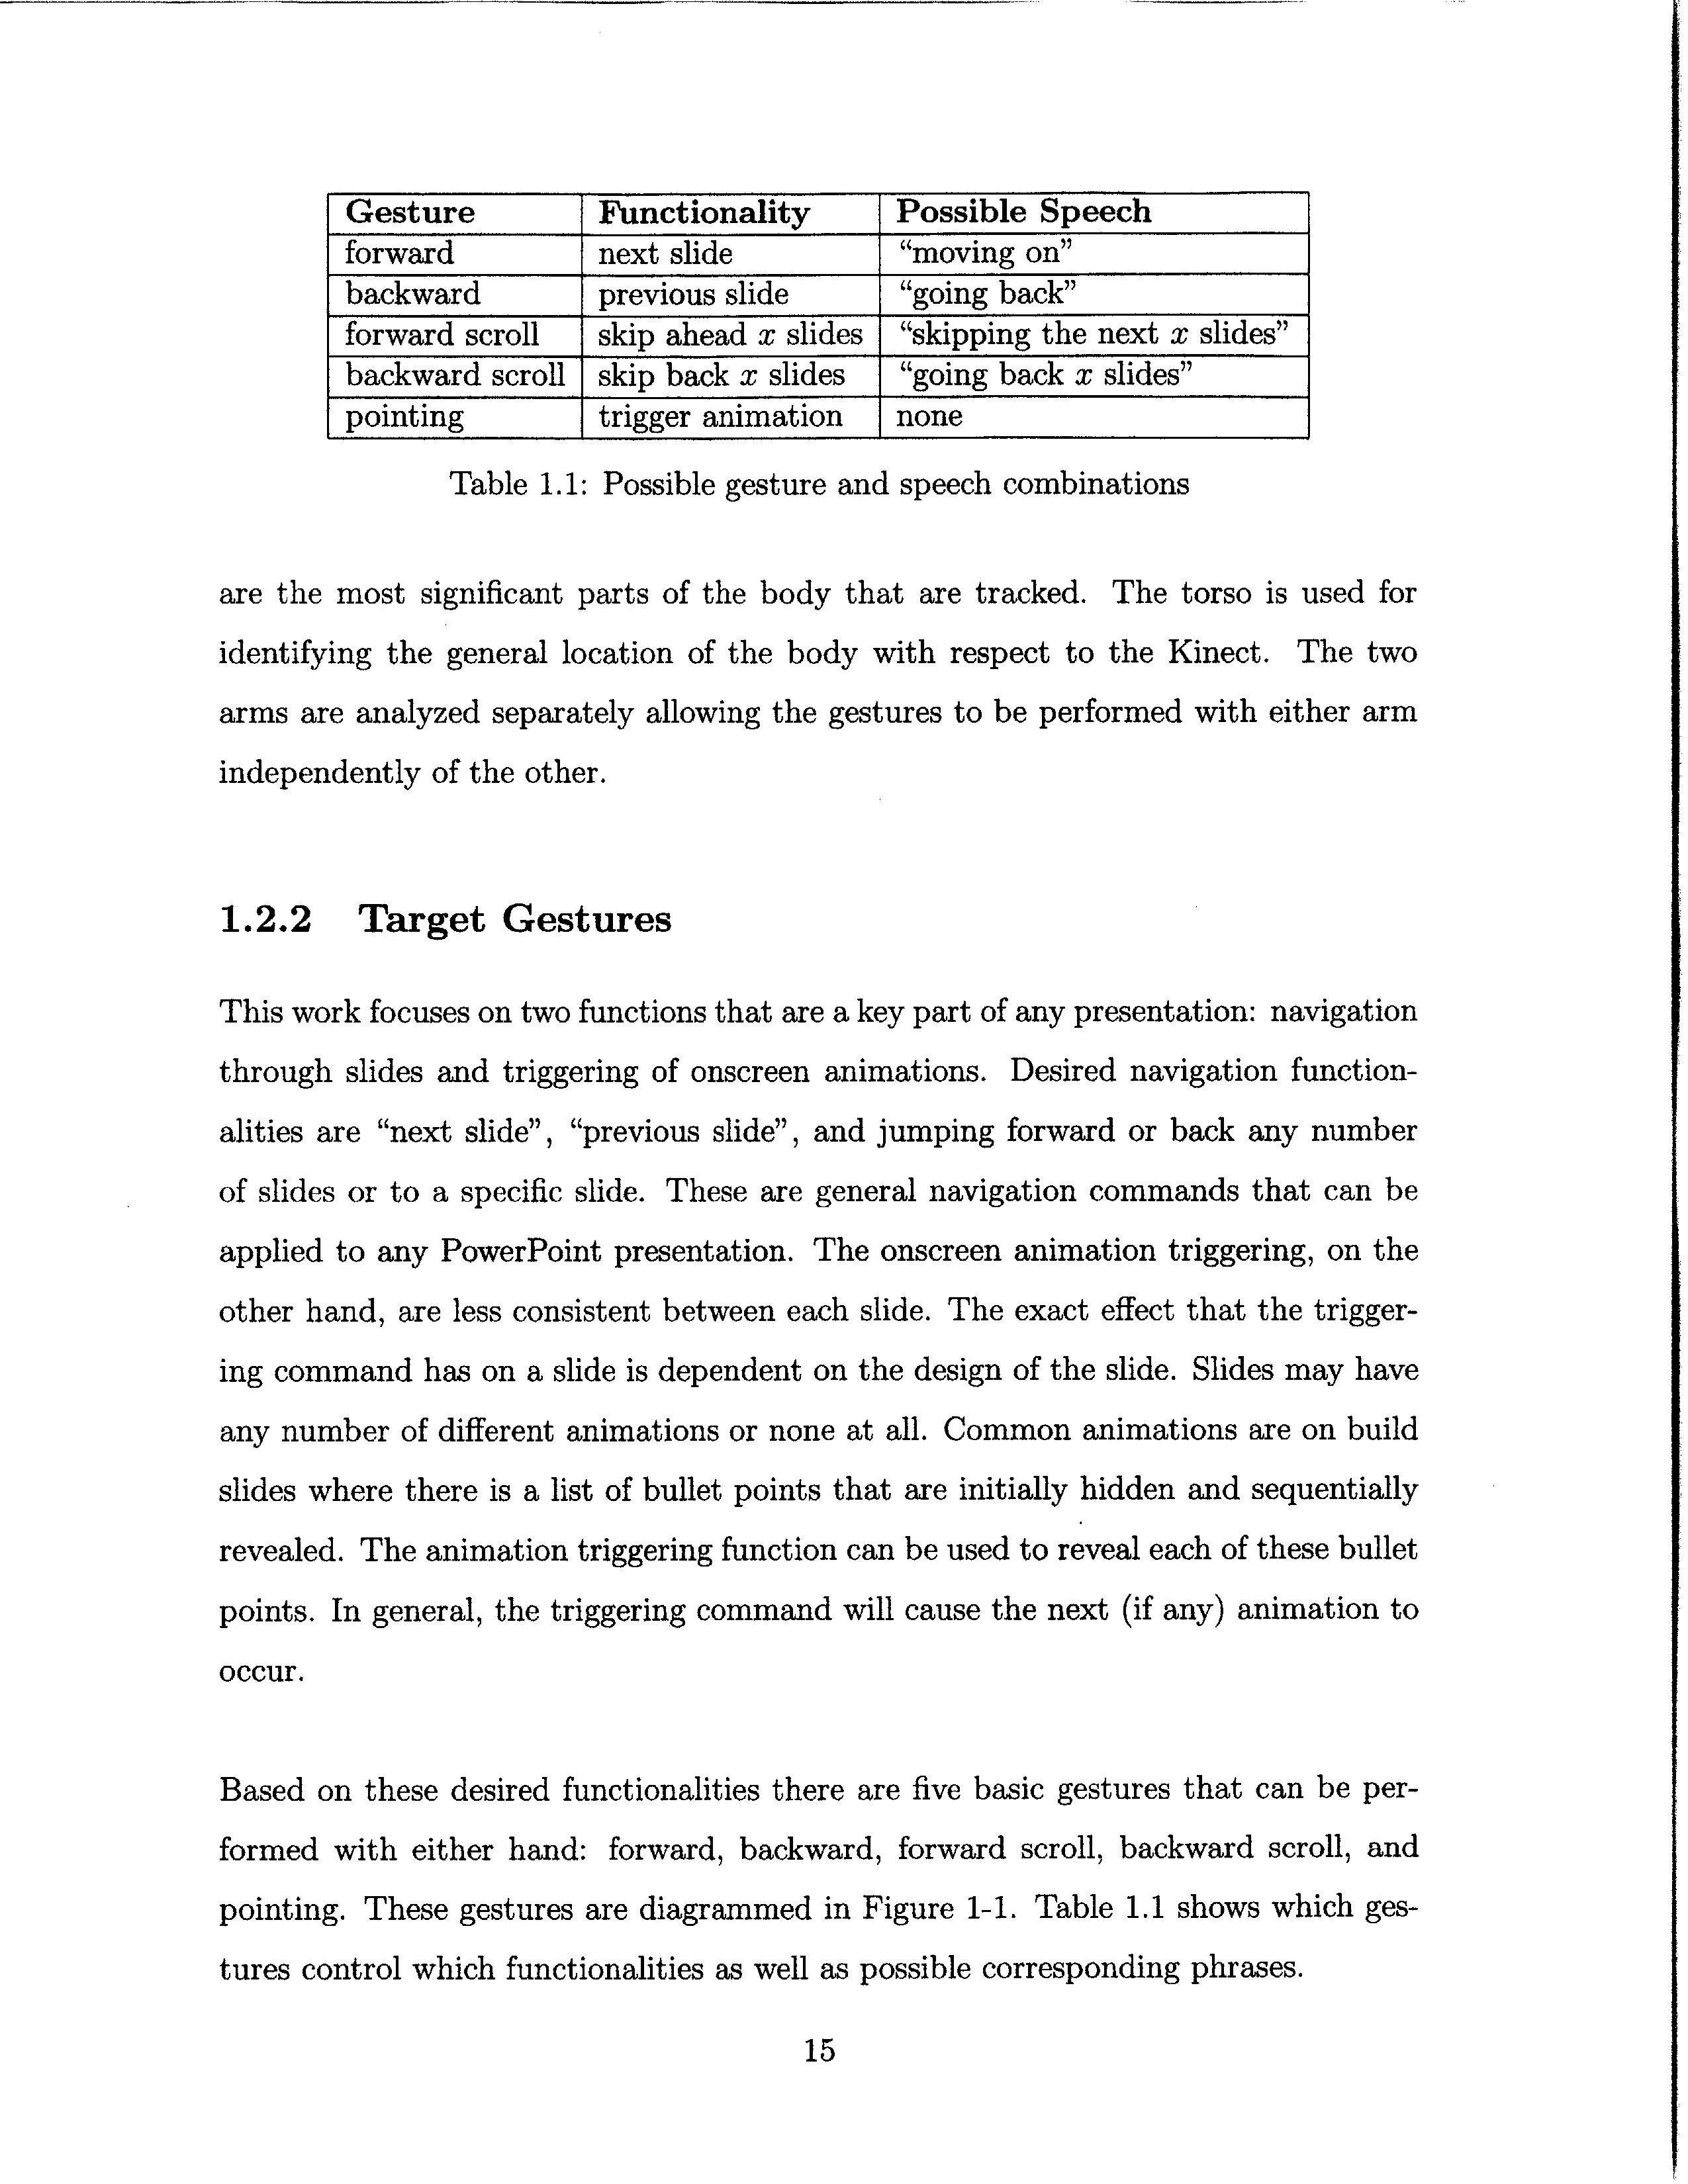 Gesture Functionality Possible Speech
forward next slide “moving on”
backward previous slide “going back”
forward scroll skip ahead x slides “skipping the next x slides”
backward scroll skip back x slides “going back x slides”
pointing trigger animation none
Table 1.1: Possible gesture and speech combinations
are the most significant parts of the body that are tracked. The torso is used for
identifying the general location of the body with respect to the Kinect. The two
arms are analyzed separately allowing the gestures to be performed with either arm
independently of the other.
1.2.2 Target Gestures
This work focuses on two functions that are a key part of any presentation: navigation
through slides and triggering of onscreen animations. Desired navigation function-
alities are “next slide”, “previous slide”, and jumping forward or back any number
of slides or to a specific slide. These are general navigation commands that can be
applied to any PowerPoint presentation. The onscreen animation triggering, on the
other hand, are less consistent between each slide. The exact effect that the trigger-
ing command has on a slide is dependent on the design of the slide. Slides may have
any number of different animations or none at all. Common animations are on build
slides where there is a list of bullet points that are initially hidden and sequentially
revealed. The animation triggering function can be used to reveal each of these bullet
points. In general, the triggering command will cause the next (if any) animation to
occur.
Based on these desired functionalities there are five basic gestures that can be per-
formed with either hand: forward, backward, forward scroll, backward scroll, and
pointing. These gestures are diagrammed in Figure 1-1. Table 1.1 shows which ges-
tures control which functionalities as well as possible corresponding phrases.
15